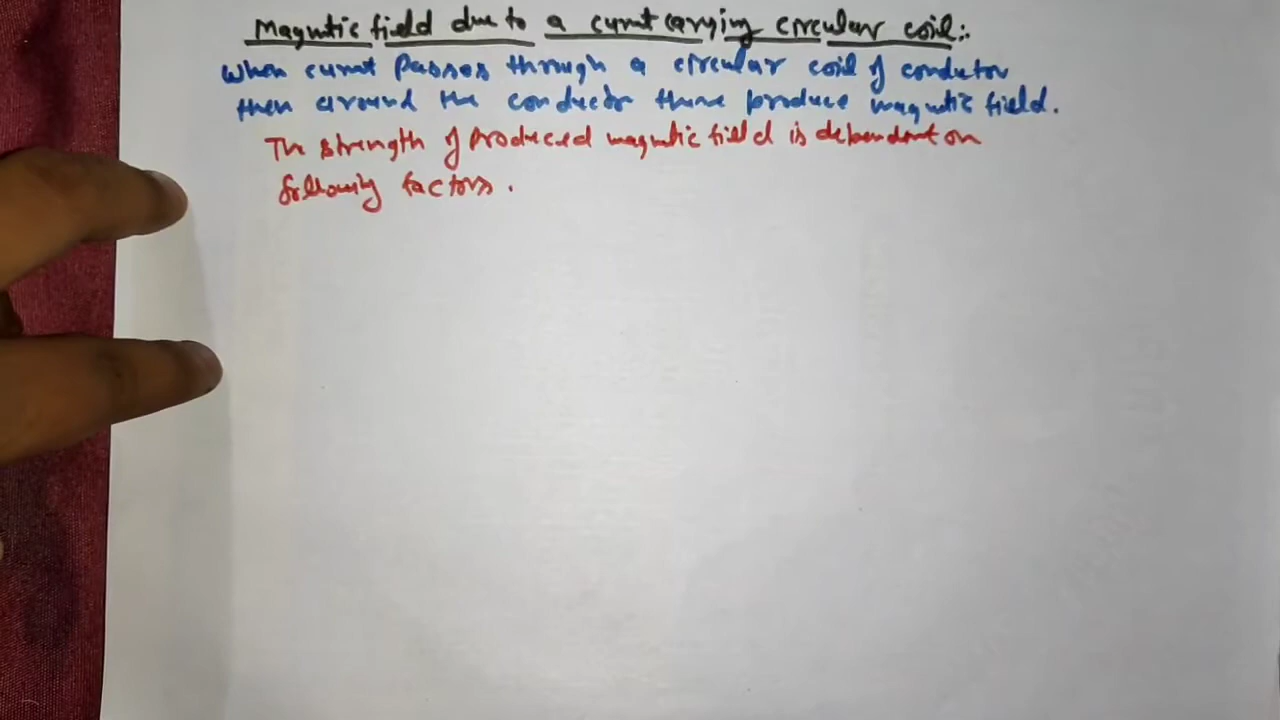 Magnetic field due to a current carrying circular coil:-
When current passes through a circular coil of conductor
then around the conductor there produce magnetic field.
The strength of produced magnetic field is dependent on
following factors.